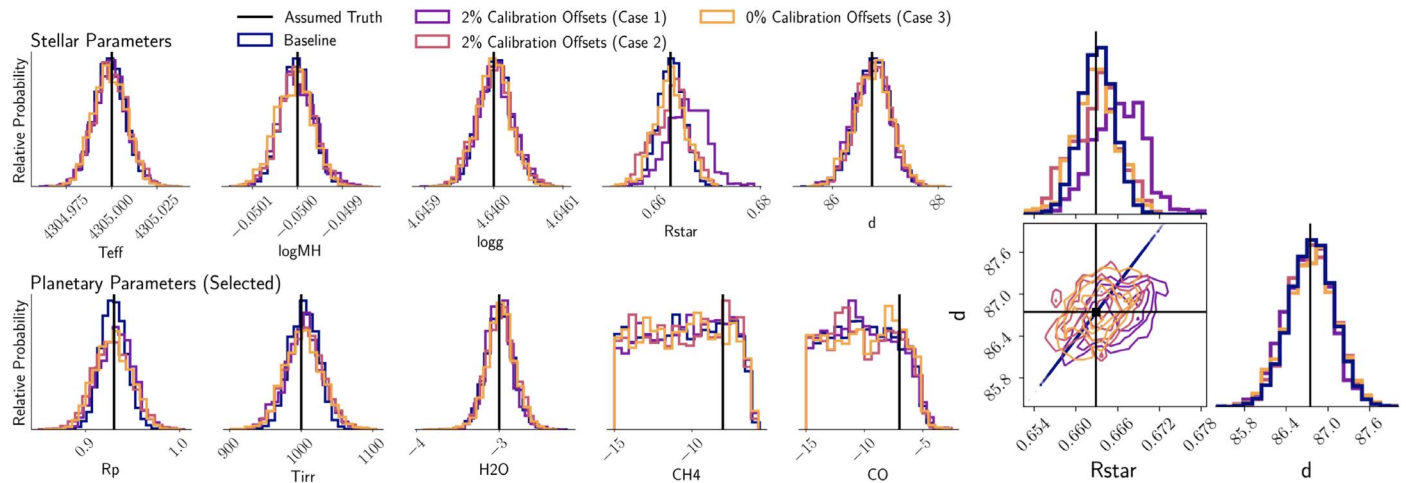 Assumed Truth
Baseline
2% Calibration Offsets (Case 1)
2% Calibration Offsets (Case 2)
0% Calibration Offsets (Case 3)
Stellar Parameters
Relative Probability
4304.975 4305.000 4305.025
Teff
−0.0501 −0.0500 −0.0499
logMH
4.6459 4.6460 4.6461
logg
0.66 0.68
Rstar
86 88
d
Planetary Parameters (Selected)
Relative Probability
0.9 1.0
Rp
900 1000 1100
Tirr
−4 −3
H2O
−15 −10
CH4
−15 −10 −5
CO
87.6
87.0
86.4
85.8
d
0.654 0.660 0.666 0.672 0.678
Rstar
85.8 86.4 87.0 87.6
d